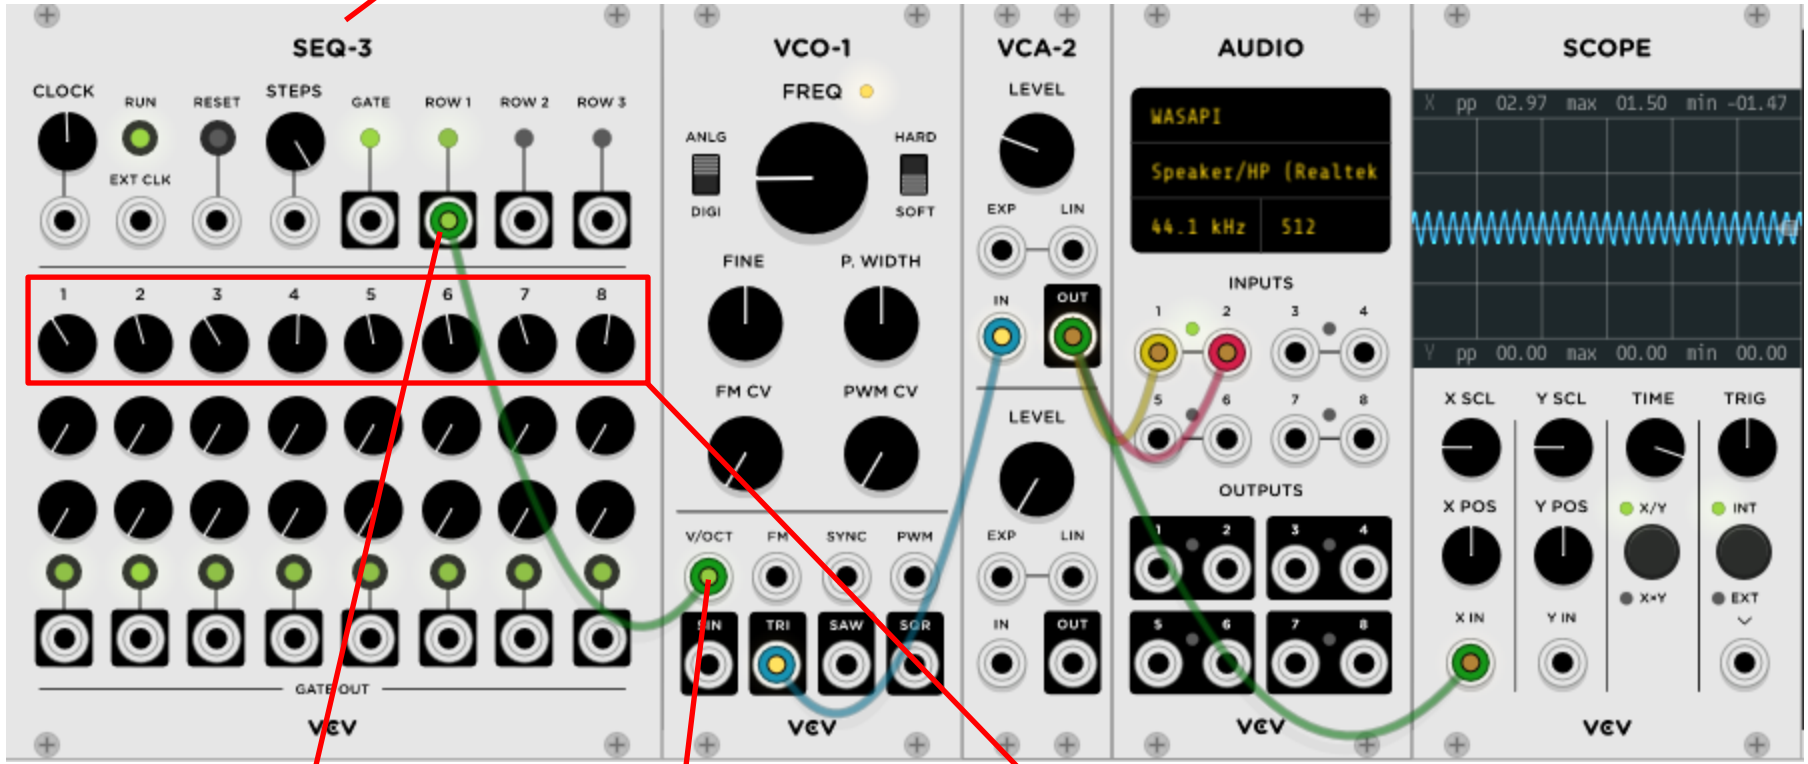 SEQ-3
CLOCK
RUN
RESET
STEPS
GATE
ROW 1
ROW 2
ROW 3
EXT CLK
1 2 3 4 5 6 7 8
GATE OUT
VCV
VCO-1
FREQ
ANLG
DIGI
HARD
SOFT
FINE
P. WIDTH
FM CV
PWM CV
V/OCT
FM
SYNC
PWM
SIN
TRI
SAW
SQR
VCV
VCA-2
LEVEL
EXP
LIN
IN
OUT
LEVEL
EXP
LIN
IN
OUT
AUDIO
WASAPI
Speaker/HP (Realtek
44.1 kHz
512
INPUTS
1 2 3 4
5 6 7 8
OUTPUTS
1 2 3 4
5 6 7 8
VCV
SCOPE
X pp 02.97 max 01.50 min -01.47
Y pp 00.00 max 00.00 min 00.00
X SCL
Y SCL
TIME
TRIG
X POS
Y POS
X/Y
INT
X×Y
EXT
X IN
Y IN
VCV